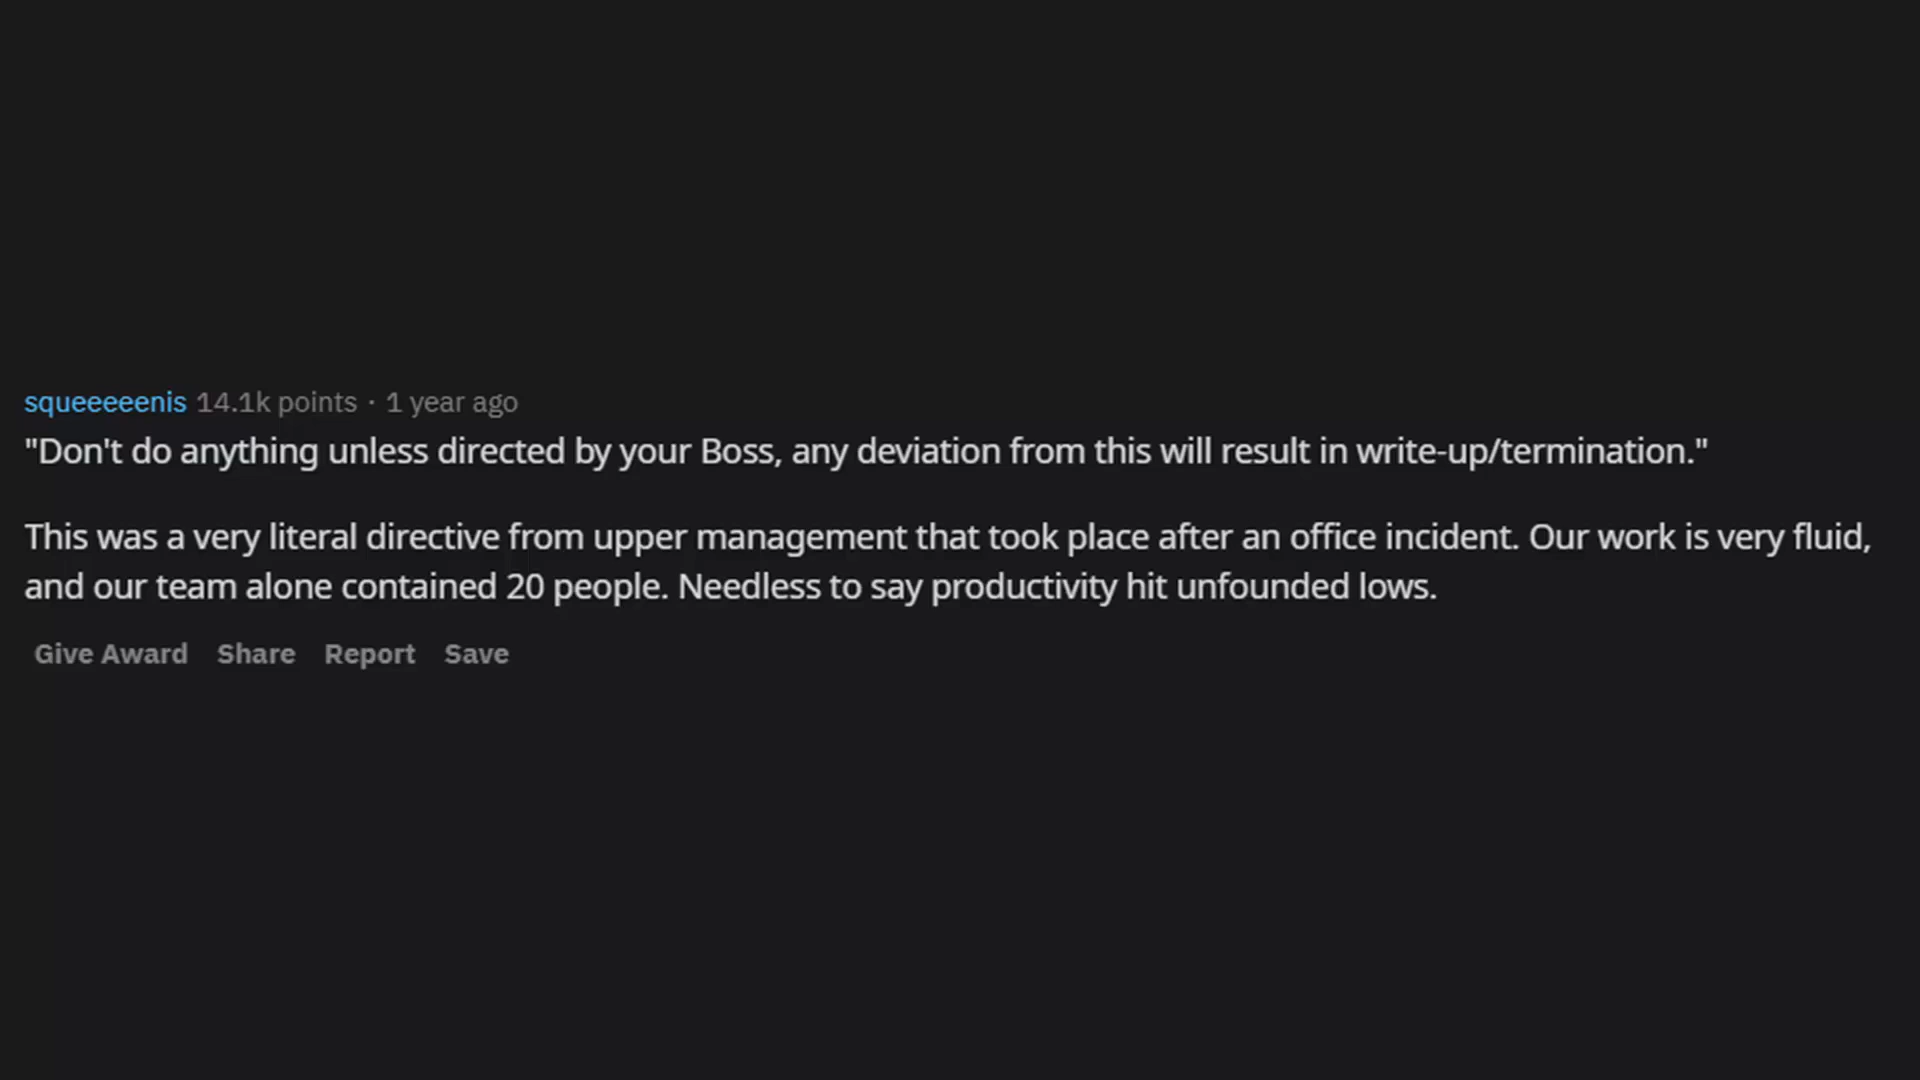 squeeeeenis 14.1k points · 1 year ago
"Don't do anything unless directed by your Boss, any deviation from this will result in write-up/termination."
This was a very literal directive from upper management that took place after an office incident. Our work is very fluid,
and our team alone contained 20 people. Needless to say productivity hit unfounded lows.
Give Award Share Report Save